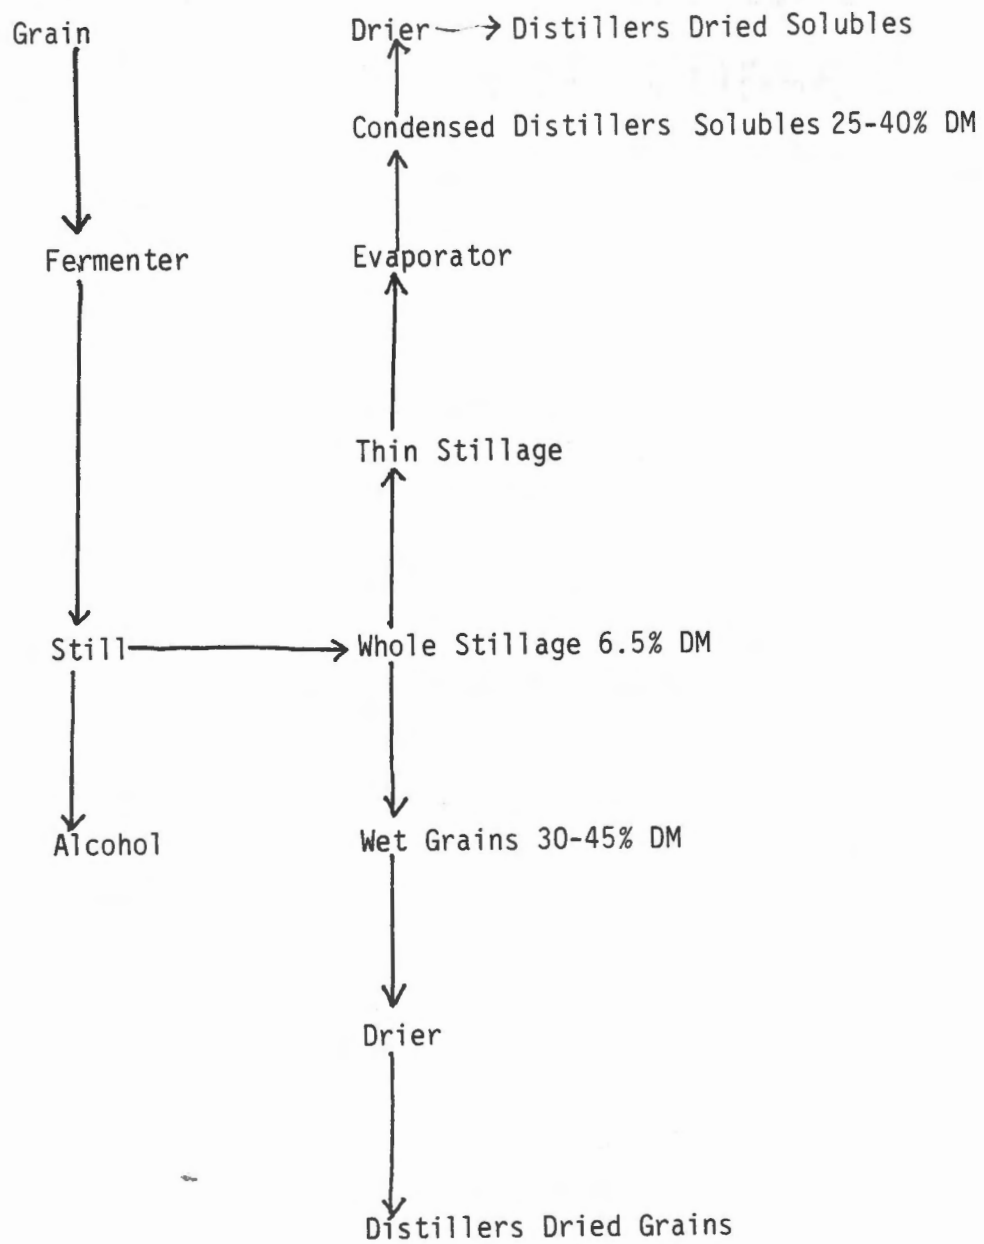 Grain
Drier → Distillers Dried Solubles
Condensed Distillers Solubles 25-40% DM
Fermenter
Evaporator
Thin Stillage
Still
Whole Stillage 6.5% DM
Alcohol
Wet Grains 30-45% DM
Drier
Distillers Dried Grains